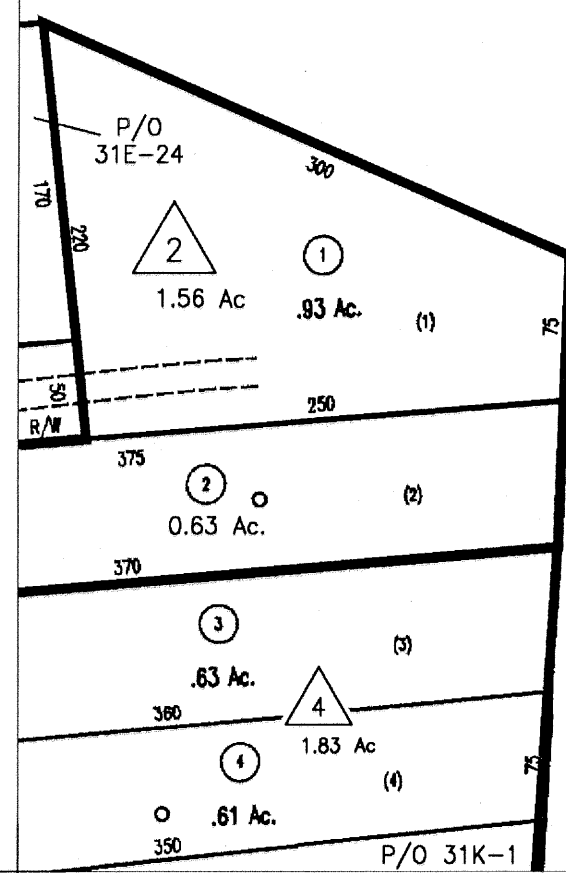 P/O
31E-24
300
170
220
2
1
1.56 Ac
.93 Ac.
(1)
75
50
R/W
250
375
2
(2)
0.63 Ac.
370
3
(3)
.63 Ac.
4
360
1.83 Ac
4
(4)
75
.61 Ac.
350
P/O 31K-1